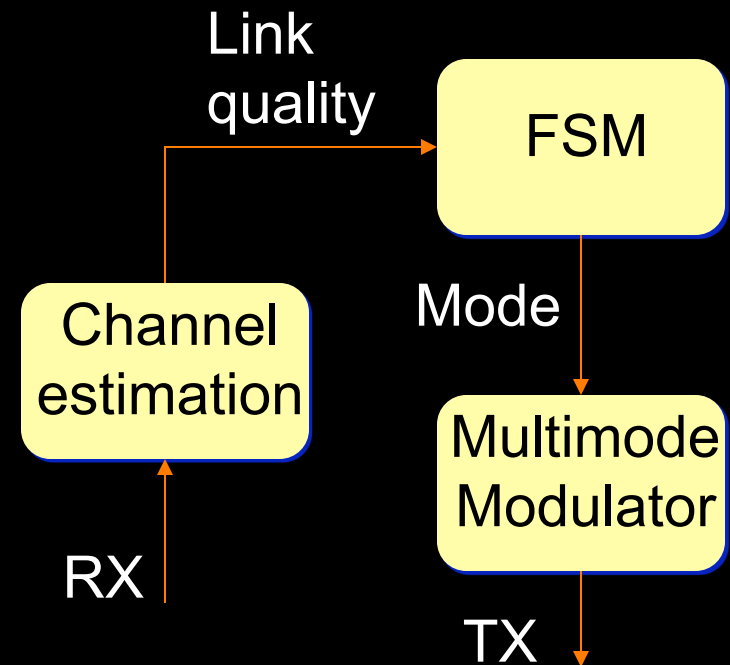 Link
quality
FSM
Mode
Channel
estimation
Multimode
Modulator
RX
TX